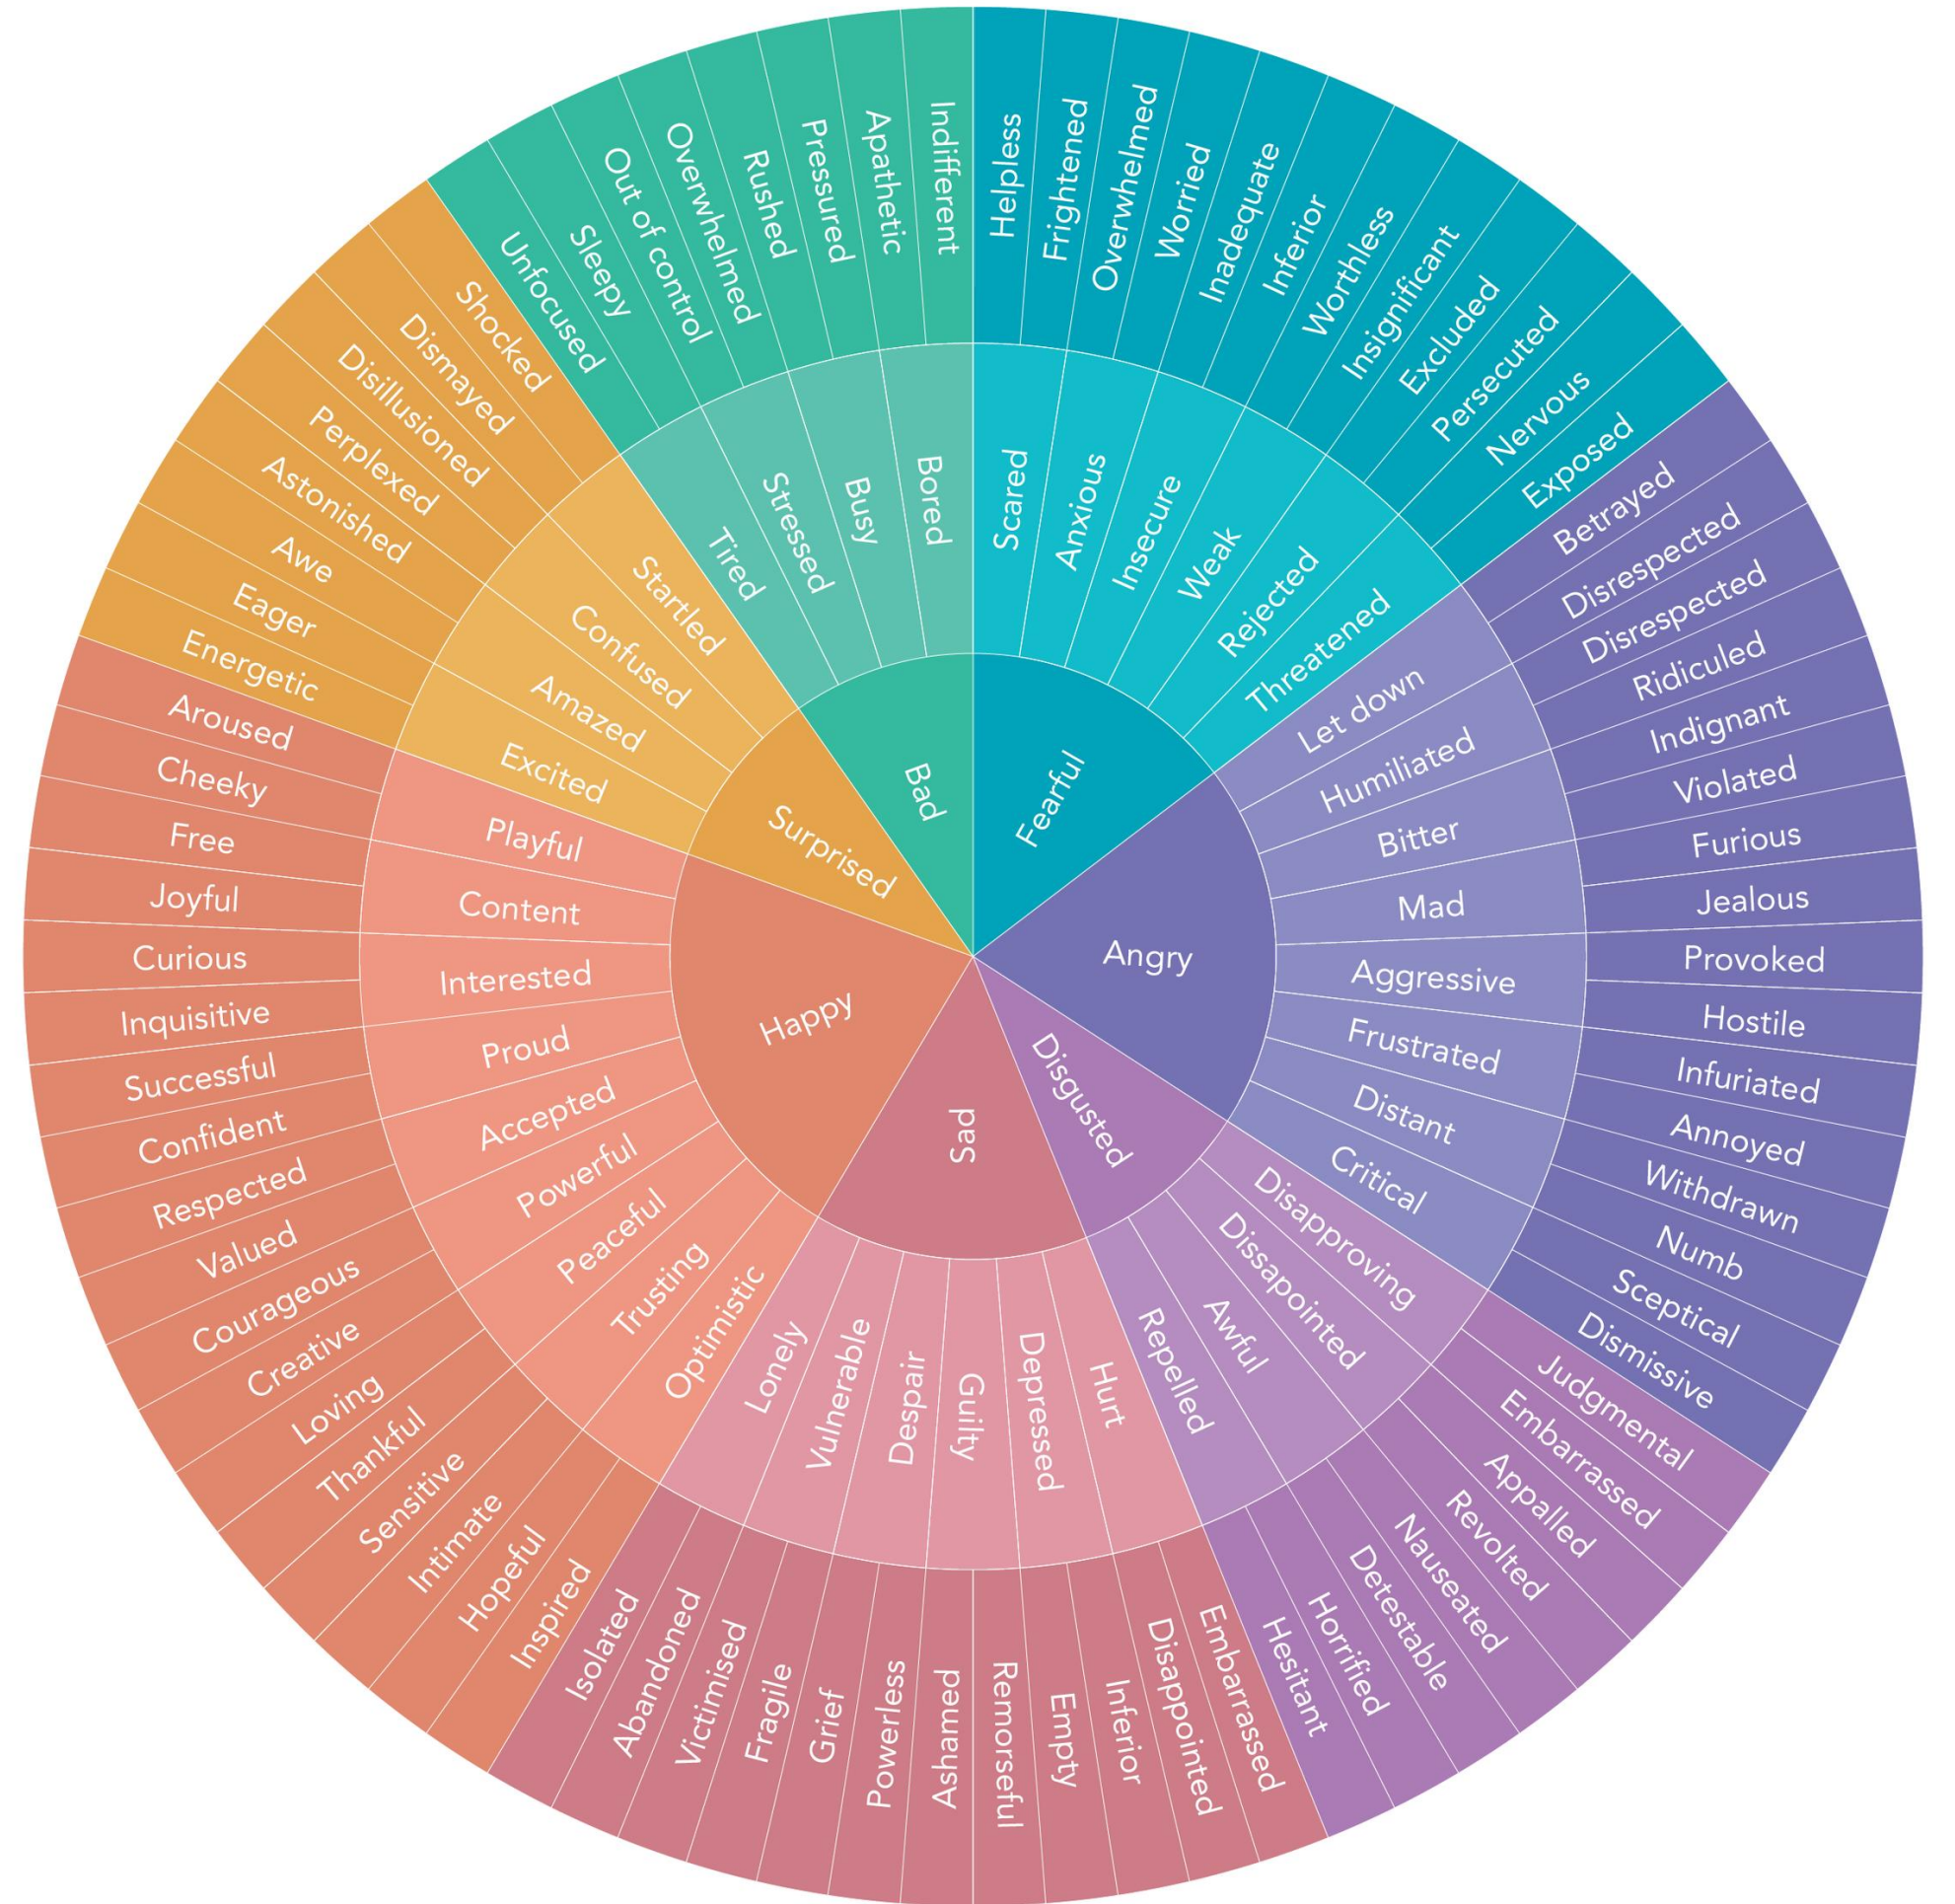 Fearful
Angry
Disgusted
Sad
Happy
Surprised
Bad
Scared
Anxious
Insecure
Weak
Rejected
Threatened
Let down
Humiliated
Bitter
Mad
Aggressive
Frustrated
Distant
Critical
Disapproving
Dissapointed
Awful
Repelled
Hurt
Depressed
Guilty
Despair
Vulnerable
Lonely
Optimistic
Trusting
Peaceful
Powerful
Accepted
Proud
Interested
Content
Playful
Excited
Amazed
Confused
Startled
Tired
Stressed
Busy
Bored
Helpless
Frightened
Overwhelmed
Worried
Inadequate
Inferior
Worthless
Insignificant
Excluded
Persecuted
Nervous
Exposed
Betrayed
Disrespected
Disrespected
Ridiculed
Indignant
Violated
Furious
Jealous
Provoked
Hostile
Infuriated
Annoyed
Withdrawn
Numb
Sceptical
Dismissive
Judgmental
Embarrassed
Appalled
Revolted
Nauseated
Detestable
Horrified
Hesitant
Embarrassed
Disappointed
Inferior
Empty
Remorseful
Ashamed
Powerless
Grief
Fragile
Victimised
Abandoned
Isolated
Inspired
Hopeful
Intimate
Sensitive
Thankful
Loving
Creative
Courageous
Valued
Respected
Confident
Successful
Inquisitive
Curious
Joyful
Free
Cheeky
Aroused
Energetic
Eager
Awe
Astonished
Perplexed
Disillusioned
Dismayed
Shocked
Unfocused
Sleepy
Out of control
Overwhelmed
Rushed
Pressured
Apathetic
Indifferent